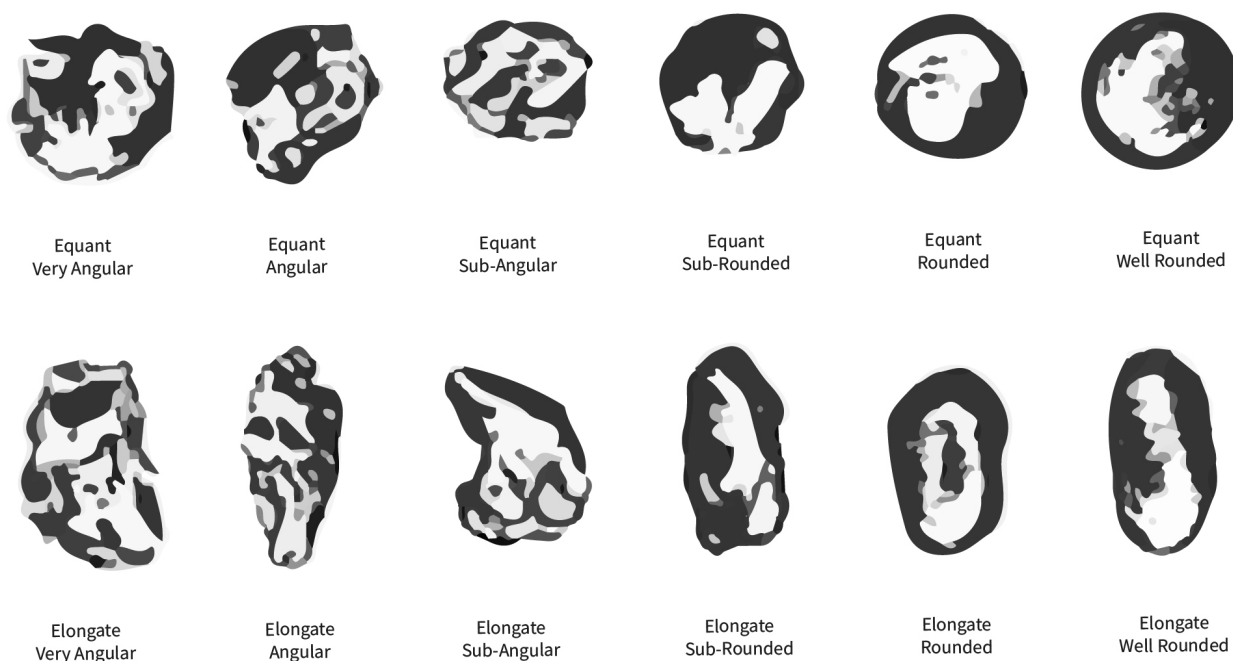 Equant
Very Angular
Equant
Angular
Equant
Sub-Angular
Equant
Sub-Rounded
Equant
Rounded
Equant
Well Rounded
Elongate
Very Angular
Elongate
Angular
Elongate
Sub-Angular
Elongate
Sub-Rounded
Elongate
Rounded
Elongate
Well Rounded